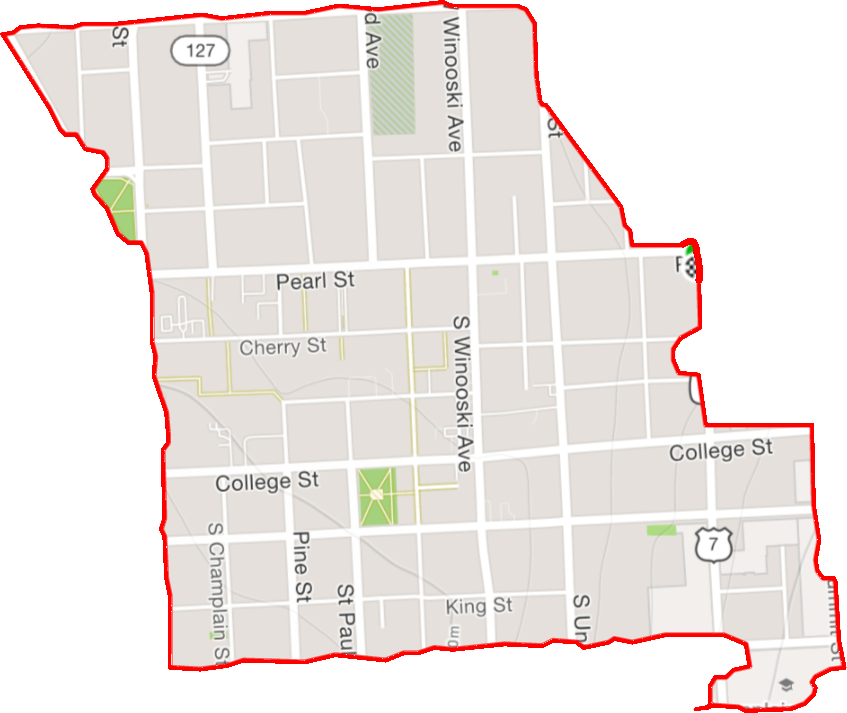 St
127
d Ave
Winooski Ave
St
Pearl St
Cherry St
S Winooski Ave
College St
College St
S Champlain St
Pine St
St Paul
King St
S Un
7